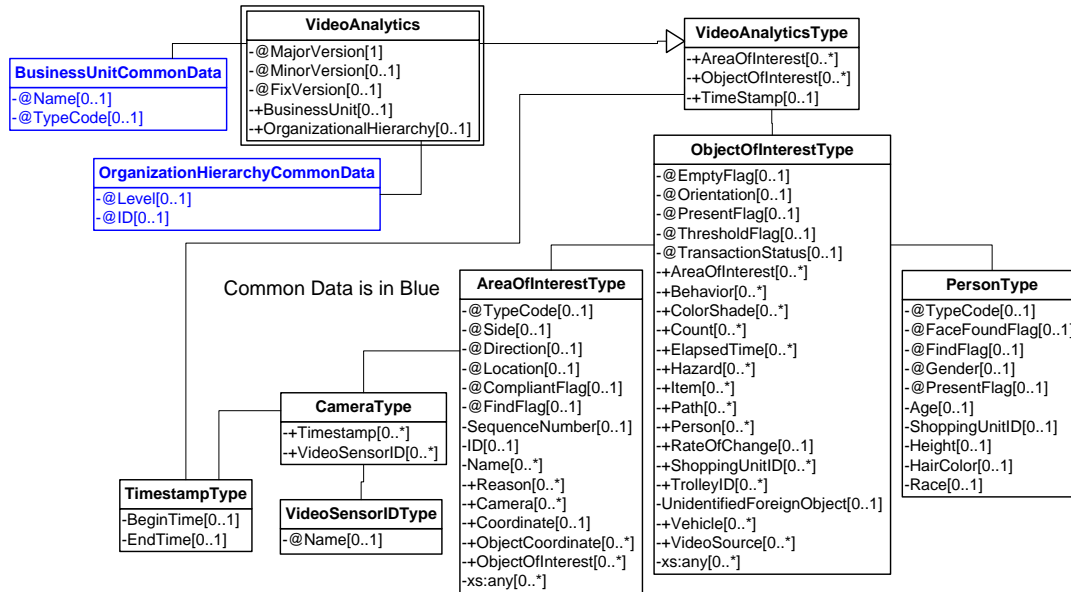 VideoAnalytics
-@MajorVersion[1]
-@MinorVersion[0..1]
-@FixVersion[0..1]
-+BusinessUnit[0..1]
-+OrganizationalHierarchy[0..1]
VideoAnalyticsType
-+AreaOfInterest[0..*]
-+ObjectOfInterest[0..*]
-+TimeStamp[0..1]
BusinessUnitCommonData
-@Name[0..1]
-@TypeCode[0..1]
OrganizationHierarchyCommonData
-@Level[0..1]
-@ID[0..1]
ObjectOfInterestType
-@EmptyFlag[0..1]
-@Orientation[0..1]
-@PresentFlag[0..1]
-@ThresholdFlag[0..1]
-@TransactionStatus[0..1]
-+AreaOfInterest[0..*]
-+Behavior[0..*]
-+ColorShade[0..*]
-+Count[0..*]
-+ElapsedTime[0..*]
-+Hazard[0..*]
-+Item[0..*]
-+Path[0..*]
-+Person[0..*]
-+RateOfChange[0..*]
-+ShoppingUnitID[0..*]
-+TrolleyID[0..*]
-UnidentifiedForeignObject[0..1]
-+Vehicle[0..*]
-+VideoSource[0..*]
-xs:any[0..*]
Common Data is in Blue
AreaOfInterestType
-@TypeCode[0..1]
-@Side[0..1]
-@Direction[0..1]
-@Location[0..1]
-@CompliantFlag[0..1]
-@FindFlag[0..1]
-SequenceNumber[0..1]
-ID[0..1]
-Name[0..*]
-+Reason[0..*]
-+Camera[0..*]
-+Coordinate[0..1]
-+ObjectCoordinate[0..*]
-+ObjectOfInterest[0..*]
-xs:any[0..*]
PersonType
-@TypeCode[0..1]
-@FaceFoundFlag[0..1]
-@FindFlag[0..1]
-@Gender[0..1]
-@PresentFlag[0..1]
-Age[0..1]
-ShoppingUnitID[0..1]
-Height[0..1]
-HairColor[0..1]
-Race[0..1]
CameraType
-+Timestamp[0..*]
-+VideoSensorID[0..*]
TimestampType
-BeginTime[0..1]
-EndTime[0..1]
VideoSensorIDType
-@Name[0..1]